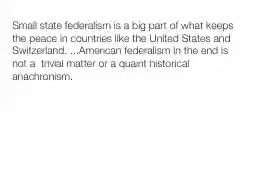 Small state federalism is a big part of what keeps
the peace in countries like the United States and
Switzerland. ...American federalism in the end is
not a  trivial matter or a quaint historical
anachronism.